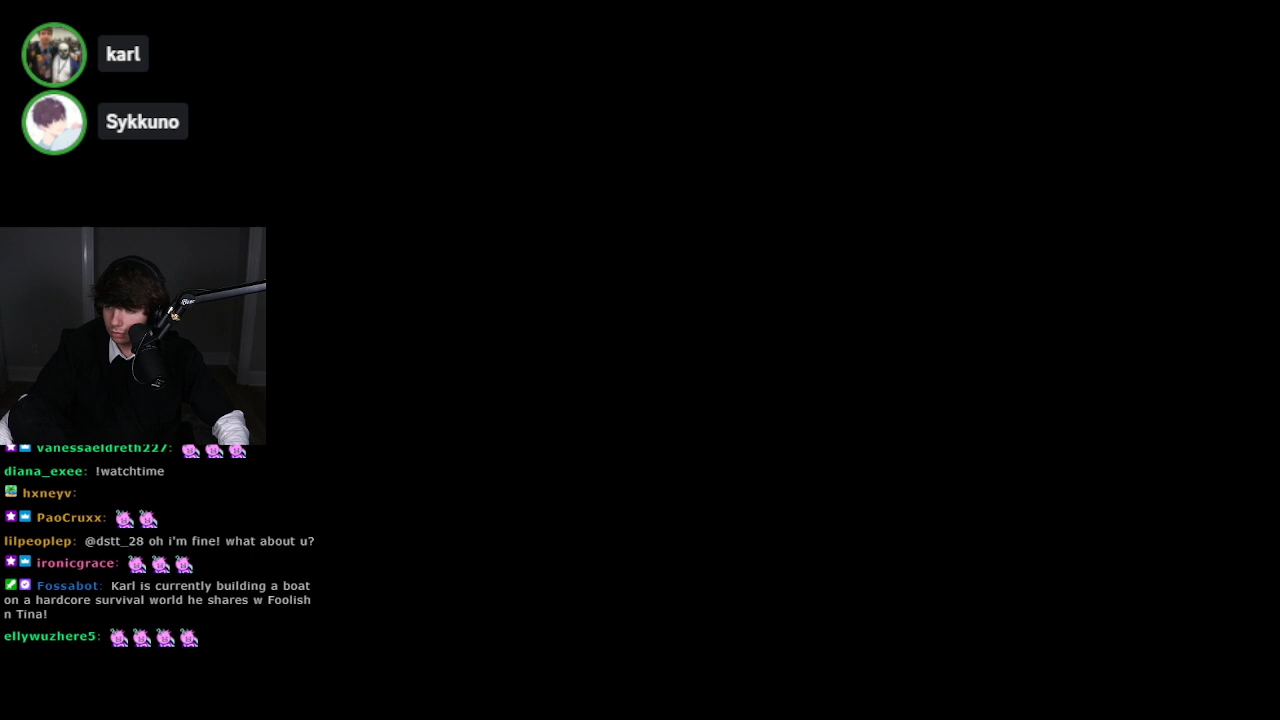 karl
Sykkuno
vanessaeldreth227:
diana_exee: !watchtime
hxneyv:
PaoCruxx:
lilpeoplep: @dstt_28 oh i'm fine! what about u?
ironicgrace:
Fossabot: Karl is currently building a boat
on a hardcore survival world he shares w Foolish
n Tina!
ellywuzhere5: